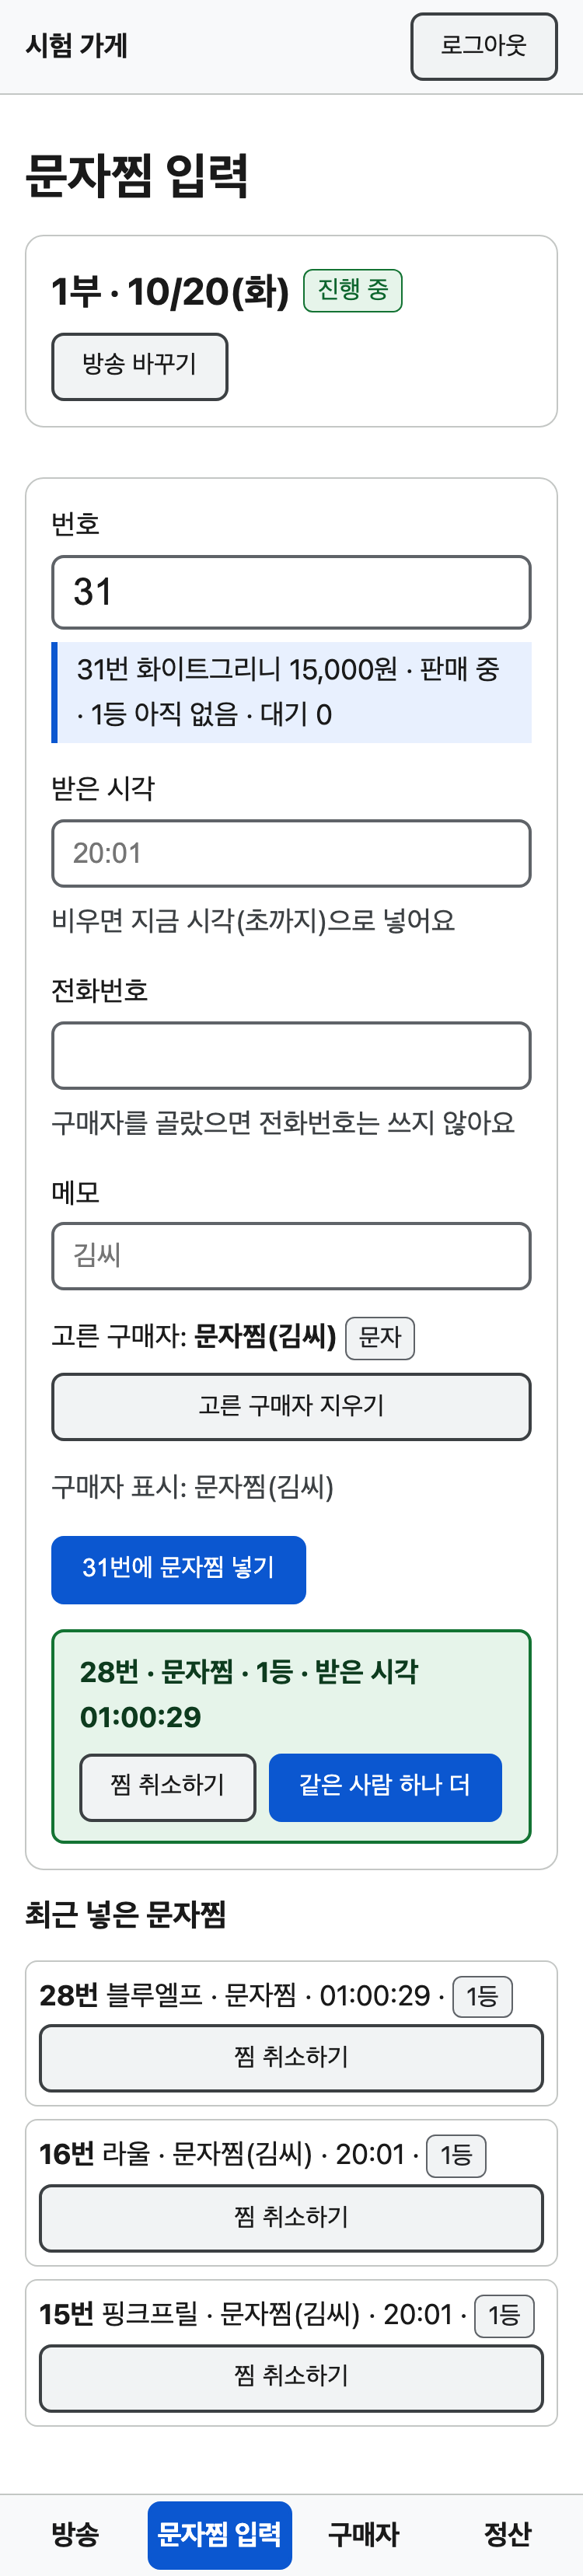 시험 가게
로그아웃
문자찜 입력
1부 · 10/20(화) 진행 중
방송 바꾸기
번호
31
31번 화이트그리니 15,000원 · 판매 중
· 1등 아직 없음 · 대기 0
받은 시각
20:01
비우면 지금 시각(초까지)으로 넣어요
전화번호
구매자를 골랐으면 전화번호는 쓰지 않아요
메모
김씨
고른 구매자: 문자찜(김씨) 문자
고른 구매자 지우기
구매자 표시: 문자찜(김씨)
31번에 문자찜 넣기
28번 · 문자찜 · 1등 · 받은 시각
01:00:29
찜 취소하기 같은 사람 하나 더
최근 넣은 문자찜
28번 블루엘프 · 문자찜 · 01:00:29 · 1등
찜 취소하기
16번 라울 · 문자찜(김씨) · 20:01 · 1등
찜 취소하기
15번 핑크프릴 · 문자찜(김씨) · 20:01 · 1등
찜 취소하기
방송 문자찜 입력 구매자 정산